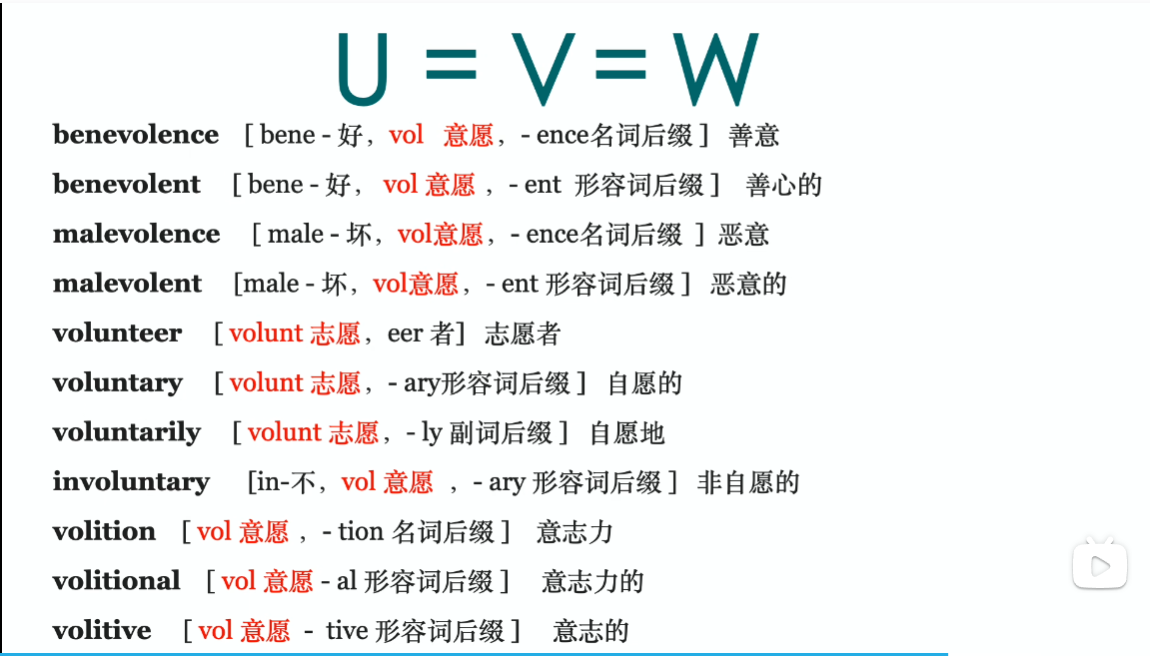 U = V = W
benevolence [ bene - 好，vol 意愿，- ence名词后缀 ] 善意
benevolent [ bene - 好， vol 意愿 ，- ent 形容词后缀 ] 善心的
malevolence [ male - 坏，vol意愿，- ence名词后缀 ] 恶意
malevolent [male - 坏，vol意愿，- ent 形容词后缀 ] 恶意的
volunteer [ volunt 志愿，eer 者] 志愿者
voluntary [ volunt 志愿，- ary形容词后缀 ] 自愿的
voluntarily [ volunt 志愿，- ly 副词后缀 ] 自愿地
involuntary [in-不，vol 意愿 ，- ary 形容词后缀 ] 非自愿的
volition [ vol 意愿 ，- tion 名词后缀 ] 意志力
volitional [ vol 意愿 - al 形容词后缀 ] 意志力的
volitive [ vol 意愿 - tive 形容词后缀 ] 意志的